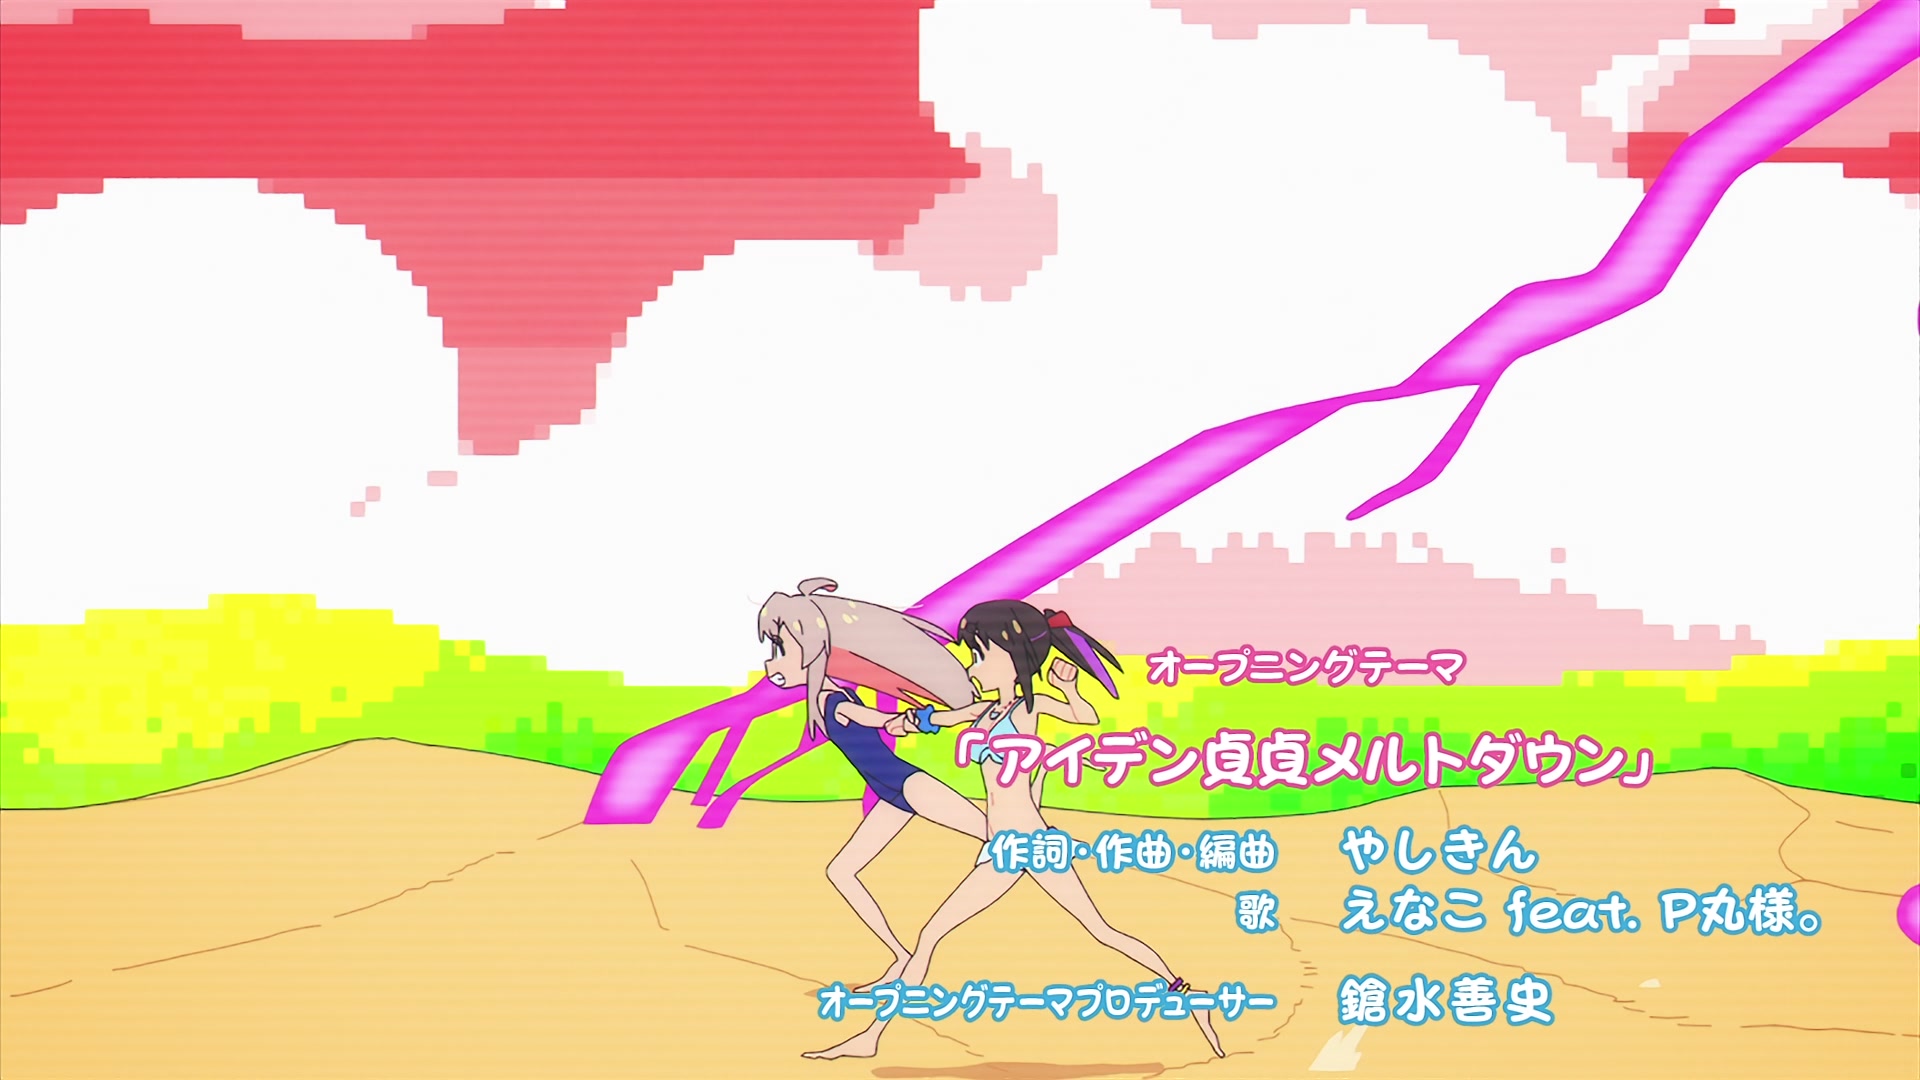 オープニングテーマ
「アイデン貞貞メルトダウン」
作詞・作曲・編曲 やしきん
歌 えなこ feat. P丸様。
オープニングテーマプロデューサー 鎗水善史